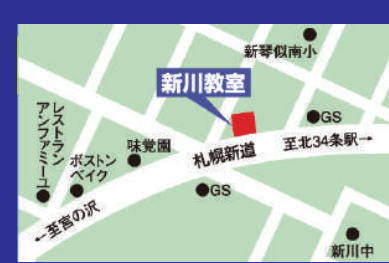 新琴似南小
新川教室
GS
札幌新道
至北34条駅→
味覚園
レストラン
アンファミーユ
ボストン
ベイク
GS
←至宮の沢
新川中